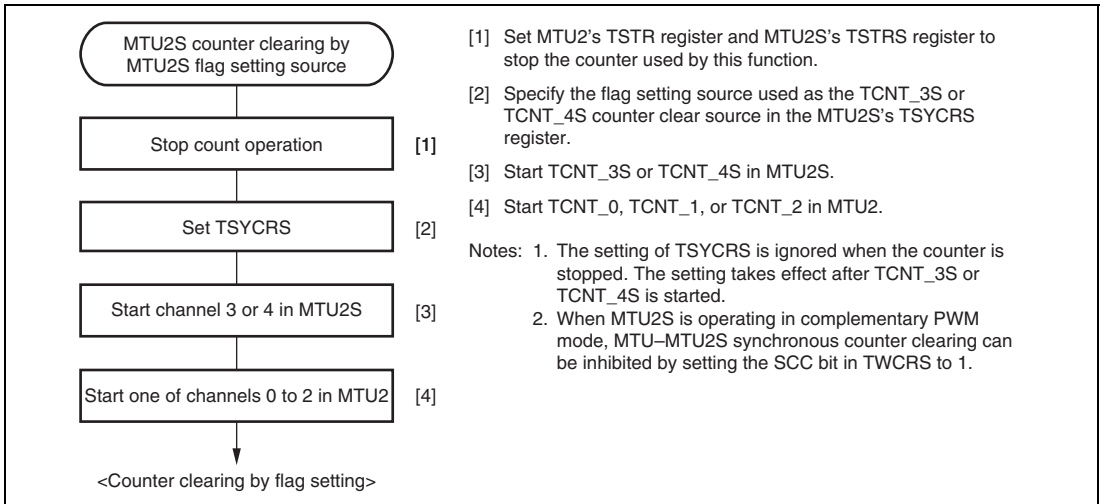 MTU2S counter clearing by
MTU2S flag setting source
Stop count operation
[1]
Set TSYCRS
[2]
Start channel 3 or 4 in MTU2S
[3]
Start one of channels 0 to 2 in MTU2
[4]
<Counter clearing by flag setting>
[1] Set MTU2's TSTR register and MTU2S's TSTRS register to
stop the counter used by this function.
[2] Specify the flag setting source used as the TCNT_3S or
TCNT_4S counter clear source in the MTU2S's TSYCRS
register.
[3] Start TCNT_3S or TCNT_4S in MTU2S.
[4] Start TCNT_0, TCNT_1, or TCNT_2 in MTU2.
Notes: 1. The setting of TSYCRS is ignored when the counter is
stopped. The setting takes effect after TCNT_3S or
TCNT_4S is started.
2. When MTU2S is operating in complementary PWM
mode, MTU–MTU2S synchronous counter clearing can
be inhibited by setting the SCC bit in TWCRS to 1.